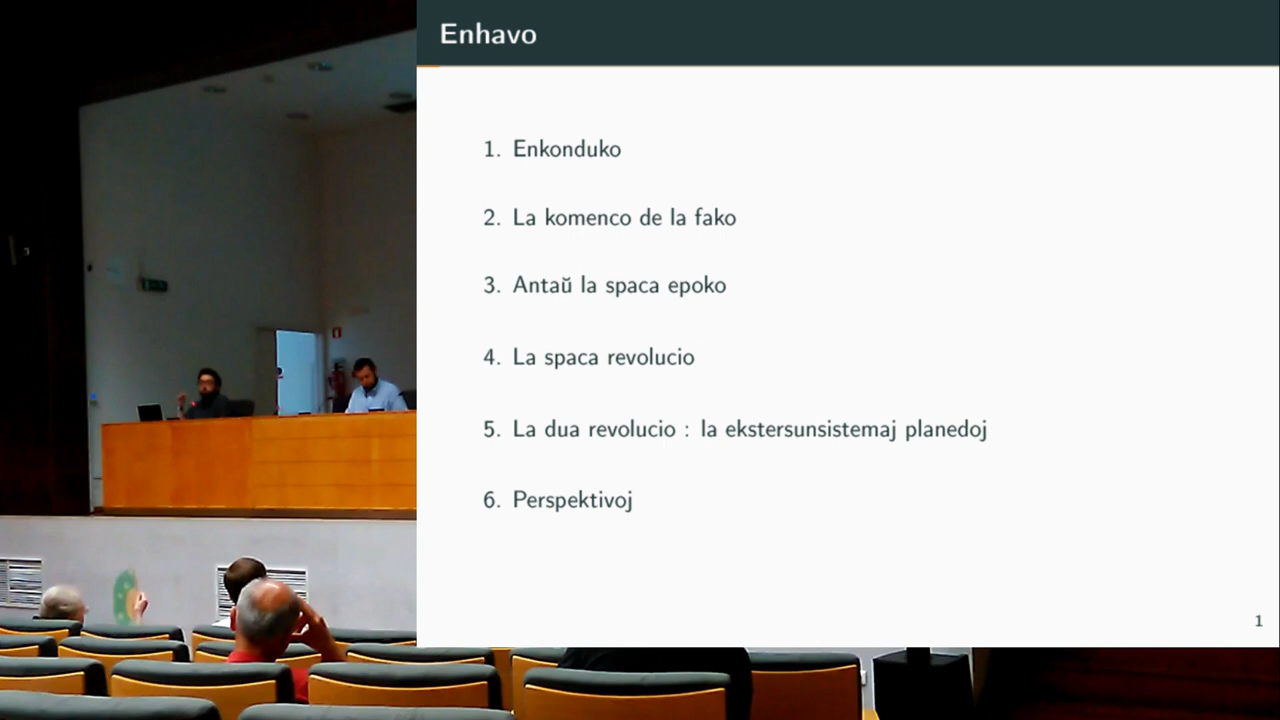 Enhavo
1. Enkonduko
2. La komenco de la fako
3. Antaŭ la spaca epoko
4. La spaca revolucio
5. La dua revolucio : la ekstersunsistemaj planedoj
6. Perspektivoj
1